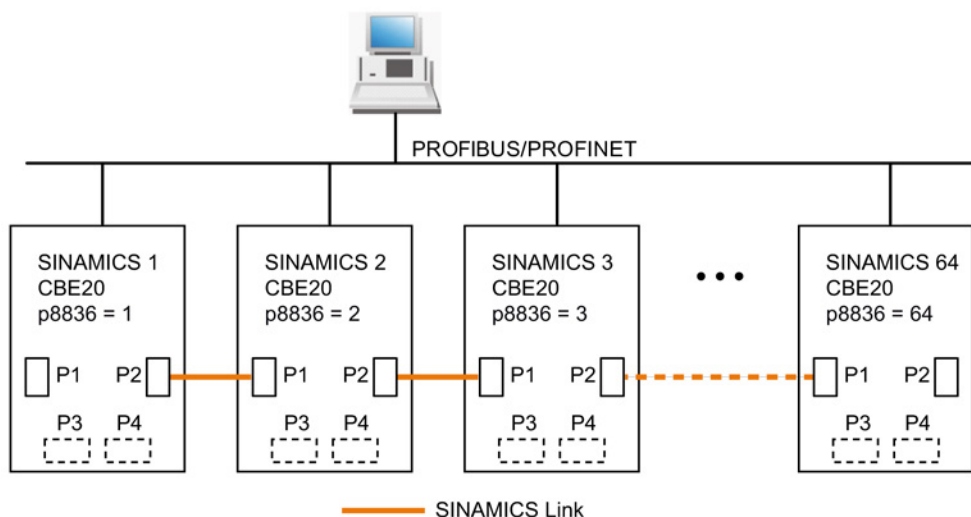 PROFIBUS/PROFINET
SINAMICS 1
CBE20
p8836 = 1
P1 P2
P3 P4
SINAMICS 2
CBE20
p8836 = 2
P1 P2
P3 P4
SINAMICS 3
CBE20
p8836 = 3
P1 P2
P3 P4
SINAMICS 64
CBE20
p8836 = 64
P1 P2
P3 P4
SINAMICS Link